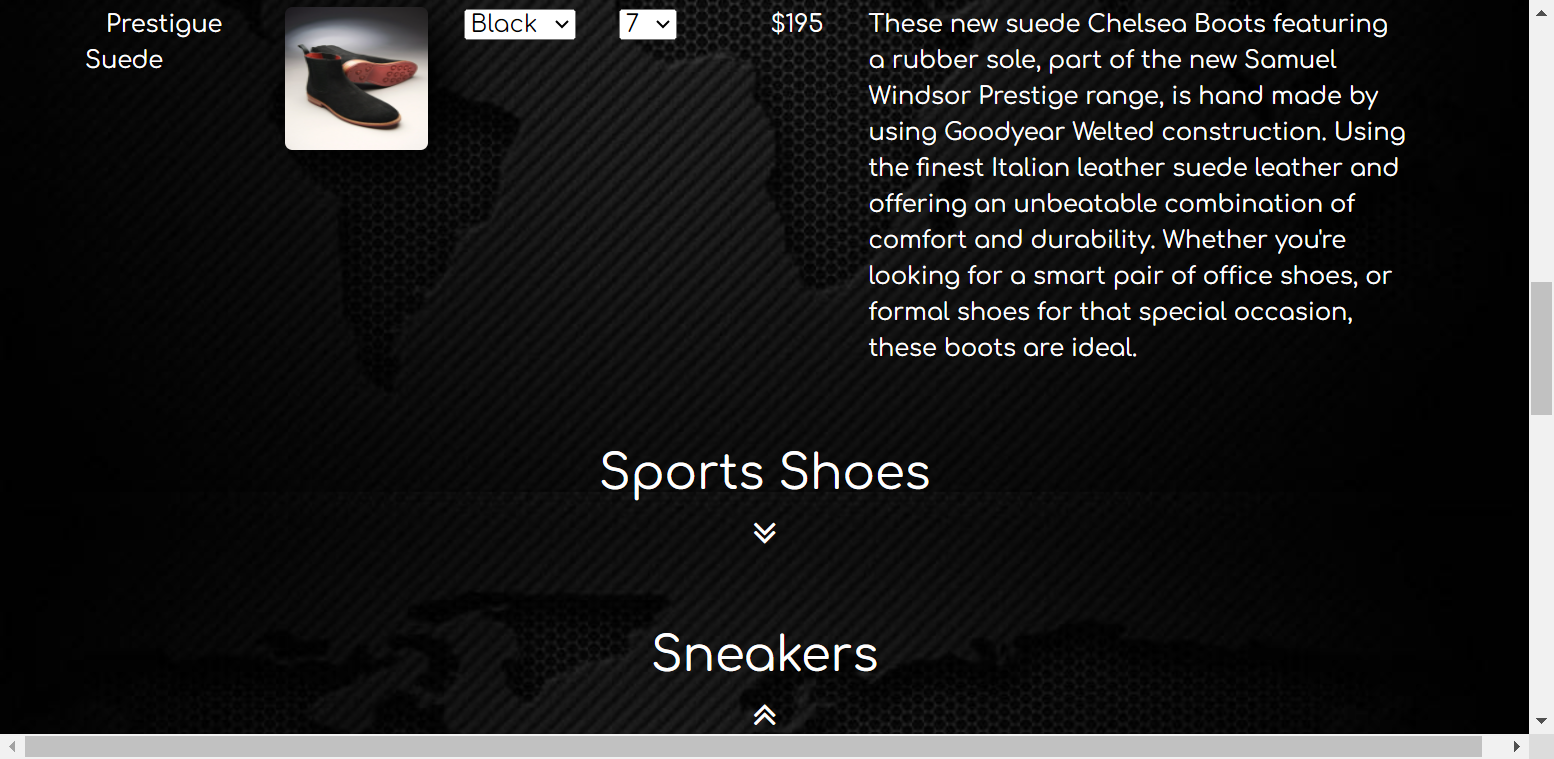 Prestigue
Suede
Black
7
$195
These new suede Chelsea Boots featuring
a rubber sole, part of the new Samuel
Windsor Prestige range, is hand made by
using Goodyear Welted construction. Using
the finest Italian leather suede leather and
offering an unbeatable combination of
comfort and durability. Whether you're
looking for a smart pair of office shoes, or
formal shoes for that special occasion,
these boots are ideal.
Sports Shoes
Sneakers